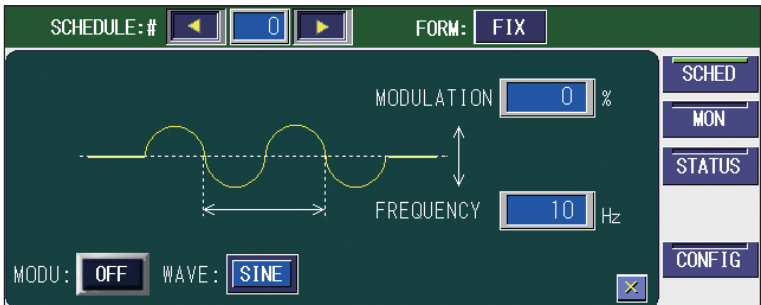 SCHEDULE:# 0 FORM: FIX
SCHED
MODULATION 0 %
MON
STATUS
FREQUENCY 10 Hz
CONFIG
MODU: OFF WAVE: SINE
X